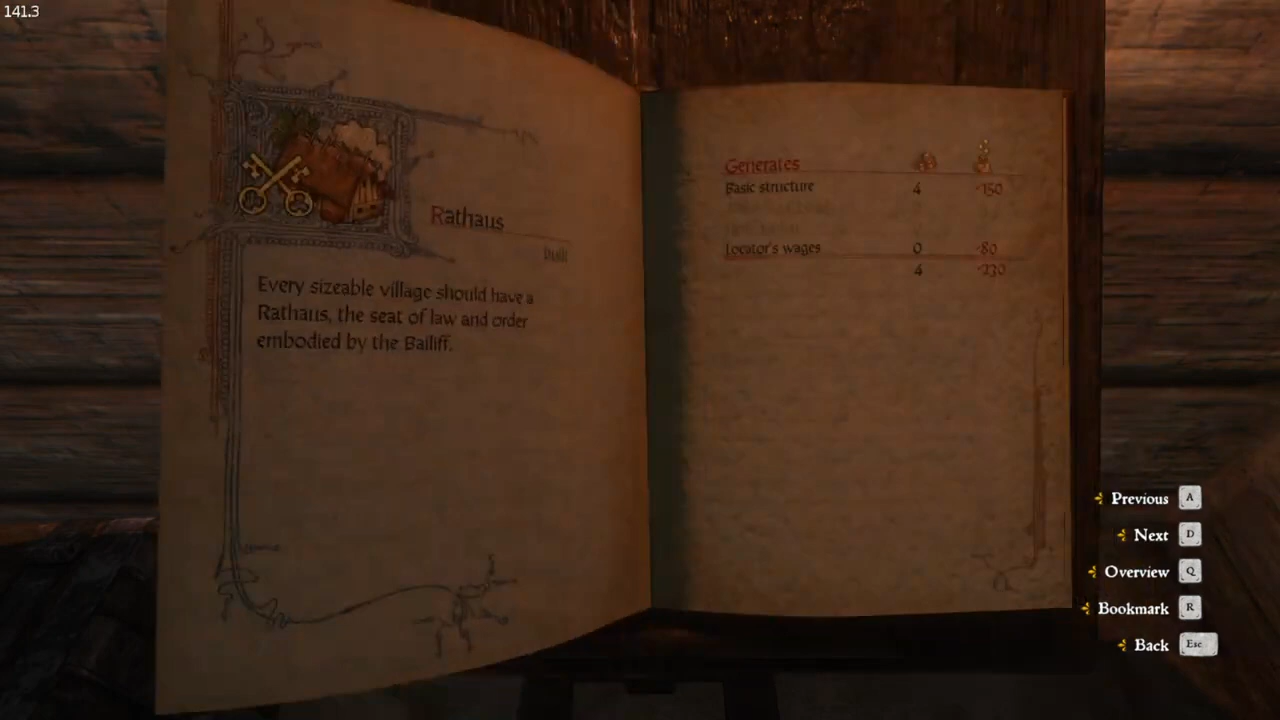 141.3
Rathaus
built
Every sizeable village should have a
Rathaus, the seat of law and order
embodied by the Bailiff.
Generates
Basic structure 4 -150
Locator's wages 0 -80
4 -230
Previous A
Next D
Overview Q
Bookmark R
Back Esc